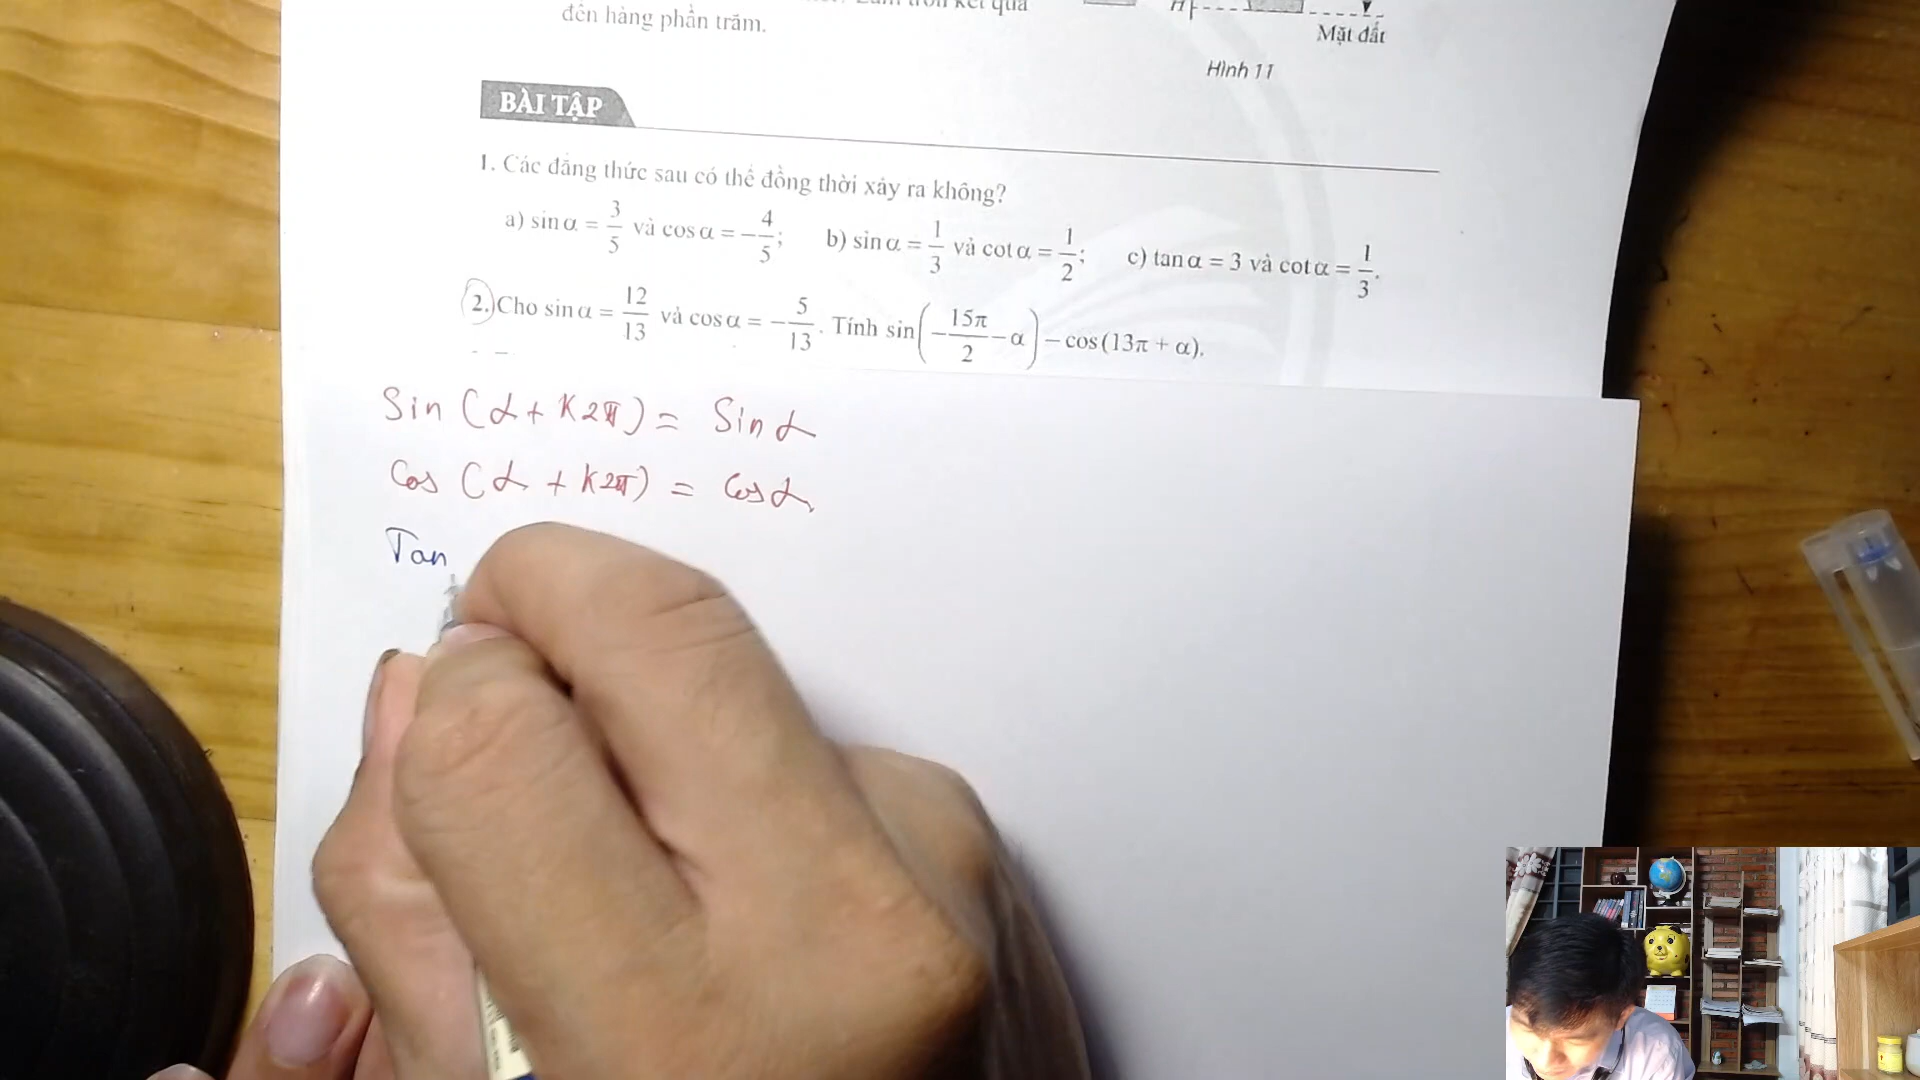 kết quả
đến hàng phần trăm.
H
Mặt đất
Hình 11
BÀI TẬP
1. Các đẳng thức sau có thể đồng thời xảy ra không?
a) sin α = 3/5 và cos α = −4/5; b) sin α = 1/3 và cot α = 1/2; c) tan α = 3 và cot α = 1/3.
2. Cho sin α = 12/13 và cos α = −5/13. Tính sin(−15π/2 − α) − cos(13π + α).
Sin (α + K2π) = Sin α
Cos (α + K2π) = Cos α
Tan